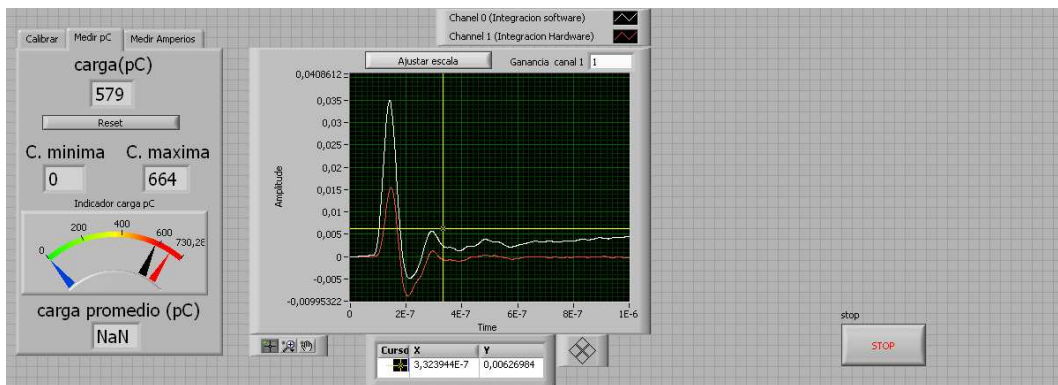 Calibrar Medir pC Medir Amperios
carga(pC)
579
Reset
C. minima C. maxima
0 664
Indicador carga pC
0 200 400 600 730,28
carga promedio (pC)
NaN
Chanel 0 (Integracion software)
Channel 1 (Integracion Hardware)
Ajustar escala Ganancia canal 1 1
0,0408612
0,035
0,03
0,025
0,02
0,015
0,01
0,005
0
-0,005
-0,00995322
Amplitude
0 2E-7 4E-7 6E-7 8E-7 1E-6
Time
Curso X Y
3,323944E-7 0,00626984
stop
STOP